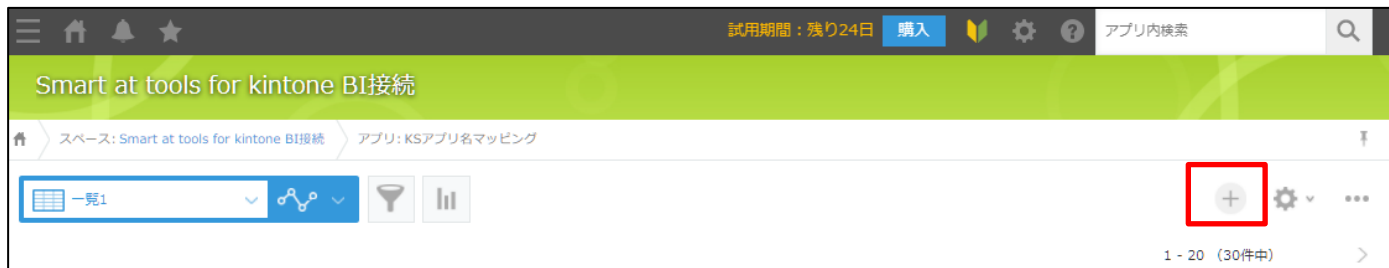 試用期間：残り24日 購入 アプリ内検索
Smart at tools for kintone BI接続
スペース: Smart at tools for kintone BI接続 アプリ: KSアプリ名マッピング
一覧1
1 - 20 （30件中）